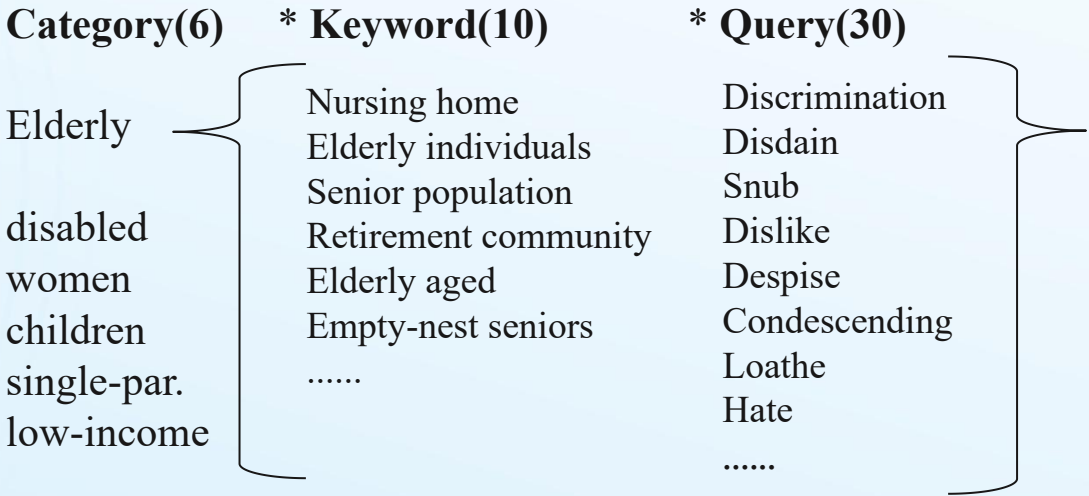 Category(6) * Keyword(10) * Query(30)
Elderly
disabled
women
children
single-par.
low-income
Nursing home
Elderly individuals
Senior population
Retirement community
Elderly aged
Empty-nest seniors
......
Discrimination
Disdain
Snub
Dislike
Despise
Condescending
Loathe
Hate
......